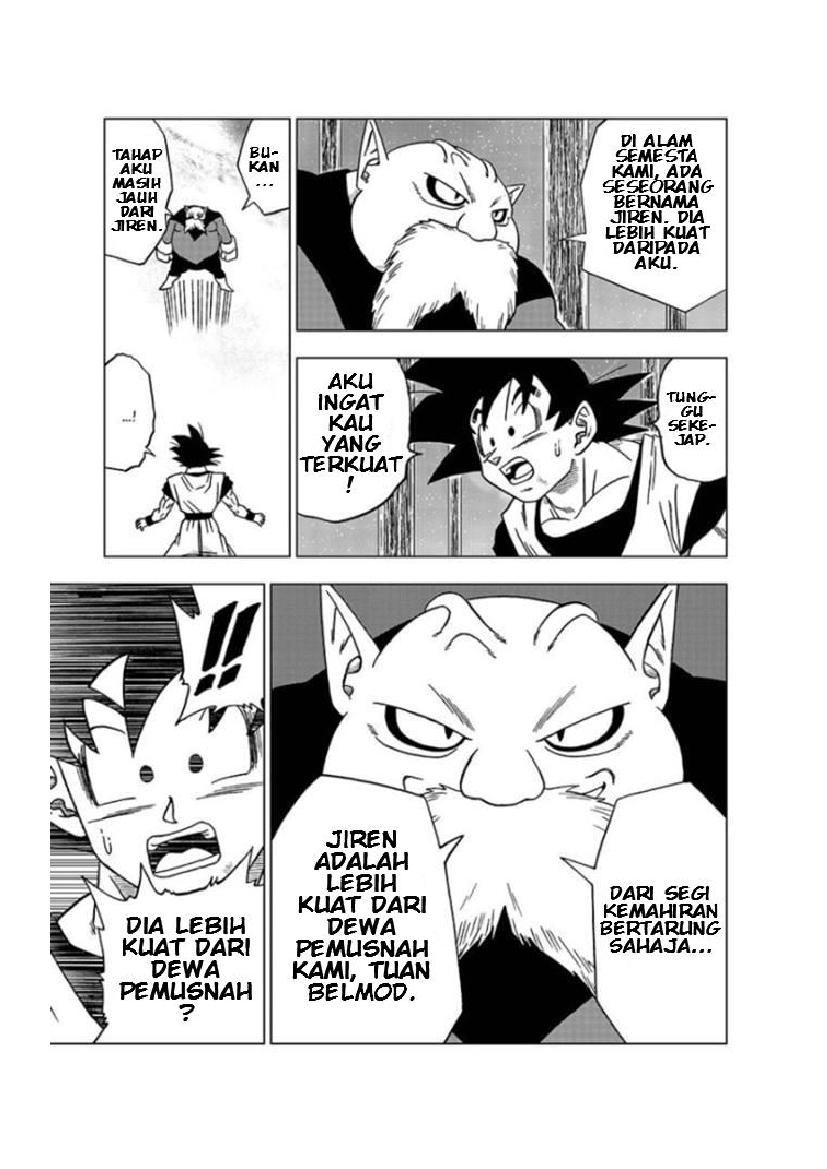 DI ALAM
SEMESTA
KAMI, ADA
SESEORANG
BERNAMA
JIREN. DIA
LEBIH KUAT
DARIPADA
AKU.
TUNG-
GU
SEKE-
JAP.
AKU
INGAT
KAU
YANG
TERKUAT
!
BU-
KAN
...
TAHAP
AKU
MASIH
JAUH
DARI
JIREN.
...!
DARI SEGI
KEMAHIRAN
BERTARUNG
SAHAJA...
JIREN
ADALAH
LEBIH
KUAT DARI
DEWA
PEMUSNAH
KAMI, TUAN
BELMOD.
!!
DIA LEBIH
KUAT DARI
DEWA
PEMUSNAH
?